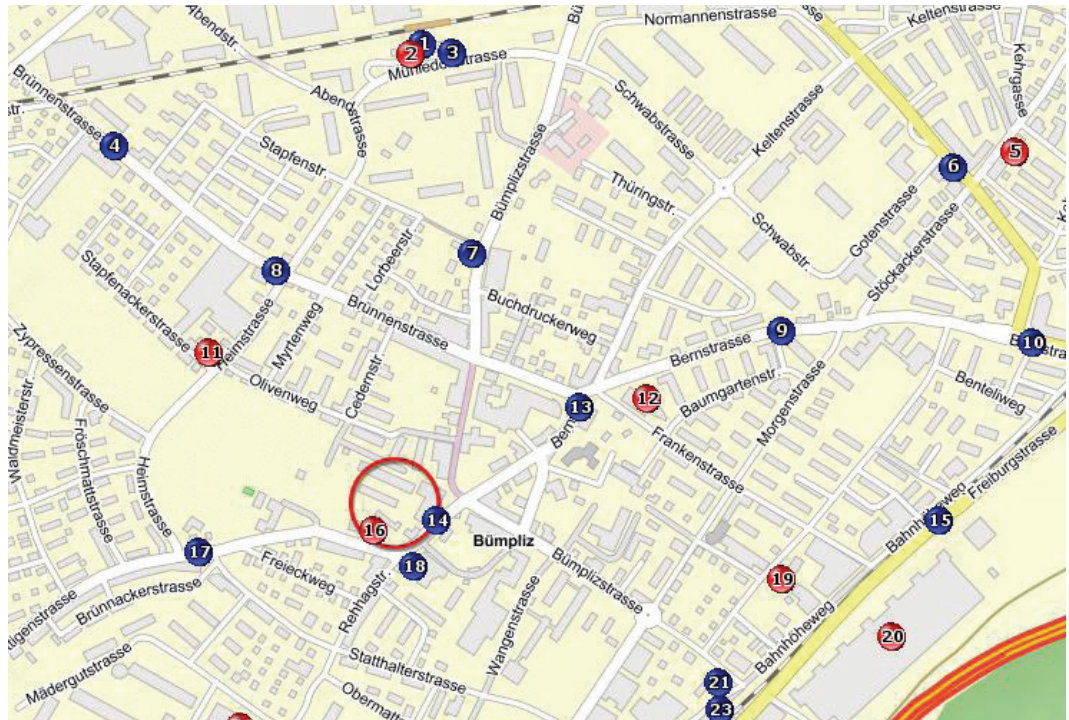 Normannenstrasse
Keltenstrasse
Kehrgasse
Abendstr.
1
2
3
Abendstrasse
Brünnenstrasse
4
Stapfenstr.
Bümplizstrasse
Schwabstrasse
Keltenstrasse
5
6
Thüringstr.
Gotenstrasse
Schwabstr.
Stöckackerstrasse
7
Lorbeerstr.
8
Stapfenackerstrasse
Brünnenstrasse
Buchdruckerweg
9
Bernstrasse
10
Myrtenweg
11
Heimstrasse
Zypressenstrasse
Olivenweg
Cedernstr.
Baumgartenstr.
Benteliweg
12
13
Morgenstrasse
Waldmeisterstr.
Fröschmattstrasse
Heimstrasse
Frankenstrasse
Freiburgstrasse
Bahnhöheweg
14
15
16
Bümpliz
17
18
Freieckweg
Bümplizstrasse
Brünnackerstrasse
19
Wangenstrasse
Bahnhöheweg
20
Statthalterstrasse
Mädergutstrasse
21
23